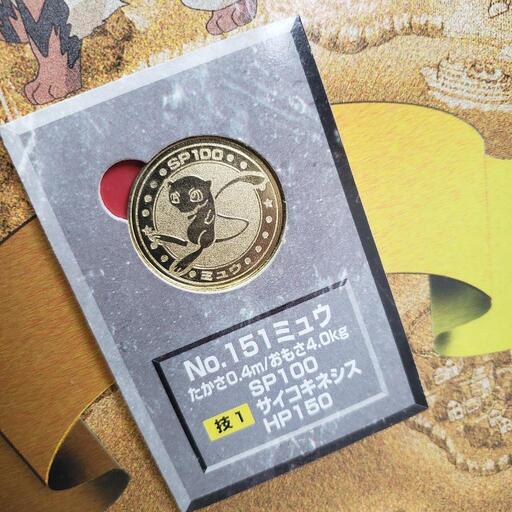 SP100
ミュウ
No.151ミュウ
たかさ0.4m/おもさ4.0kg
SP100
技1 サイコキネシス
HP150